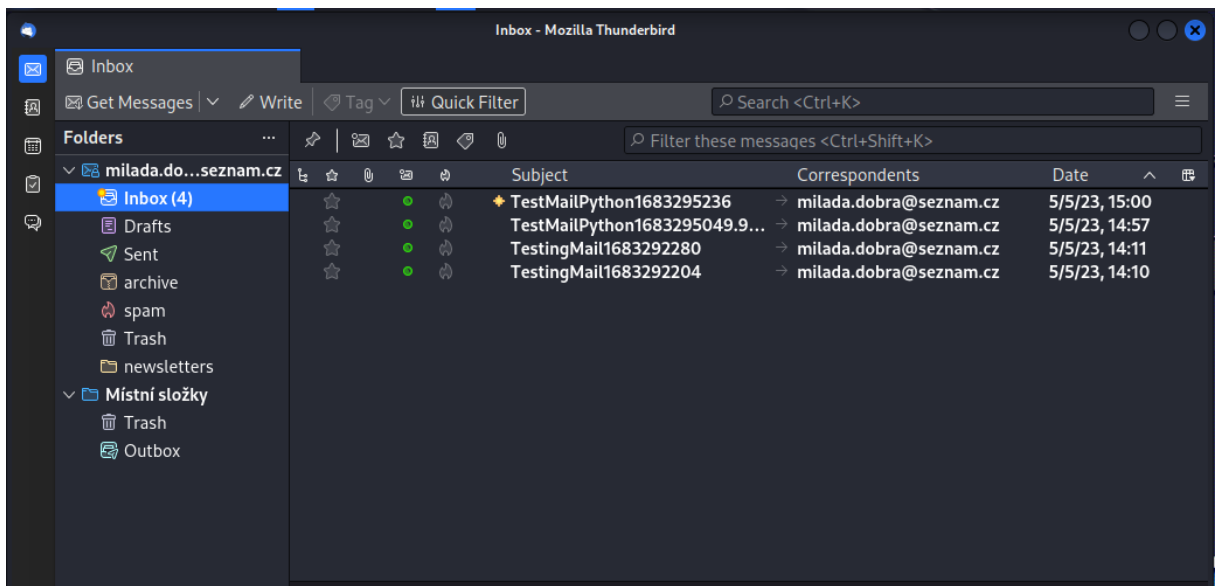 Inbox - Mozilla Thunderbird
Inbox
Get Messages Write Tag Quick Filter Search <Ctrl+K>
Folders ... Filter these messages <Ctrl+Shift+K>
milada.do...seznam.cz Subject Correspondents Date
Inbox (4) TestMailPython1683295236 → milada.dobra@seznam.cz 5/5/23, 15:00
Drafts TestMailPython1683295049.9... → milada.dobra@seznam.cz 5/5/23, 14:57
Sent TestingMail1683292280 → milada.dobra@seznam.cz 5/5/23, 14:11
archive TestingMail1683292204 → milada.dobra@seznam.cz 5/5/23, 14:10
spam
Trash
newsletters
Místní složky
Trash
Outbox